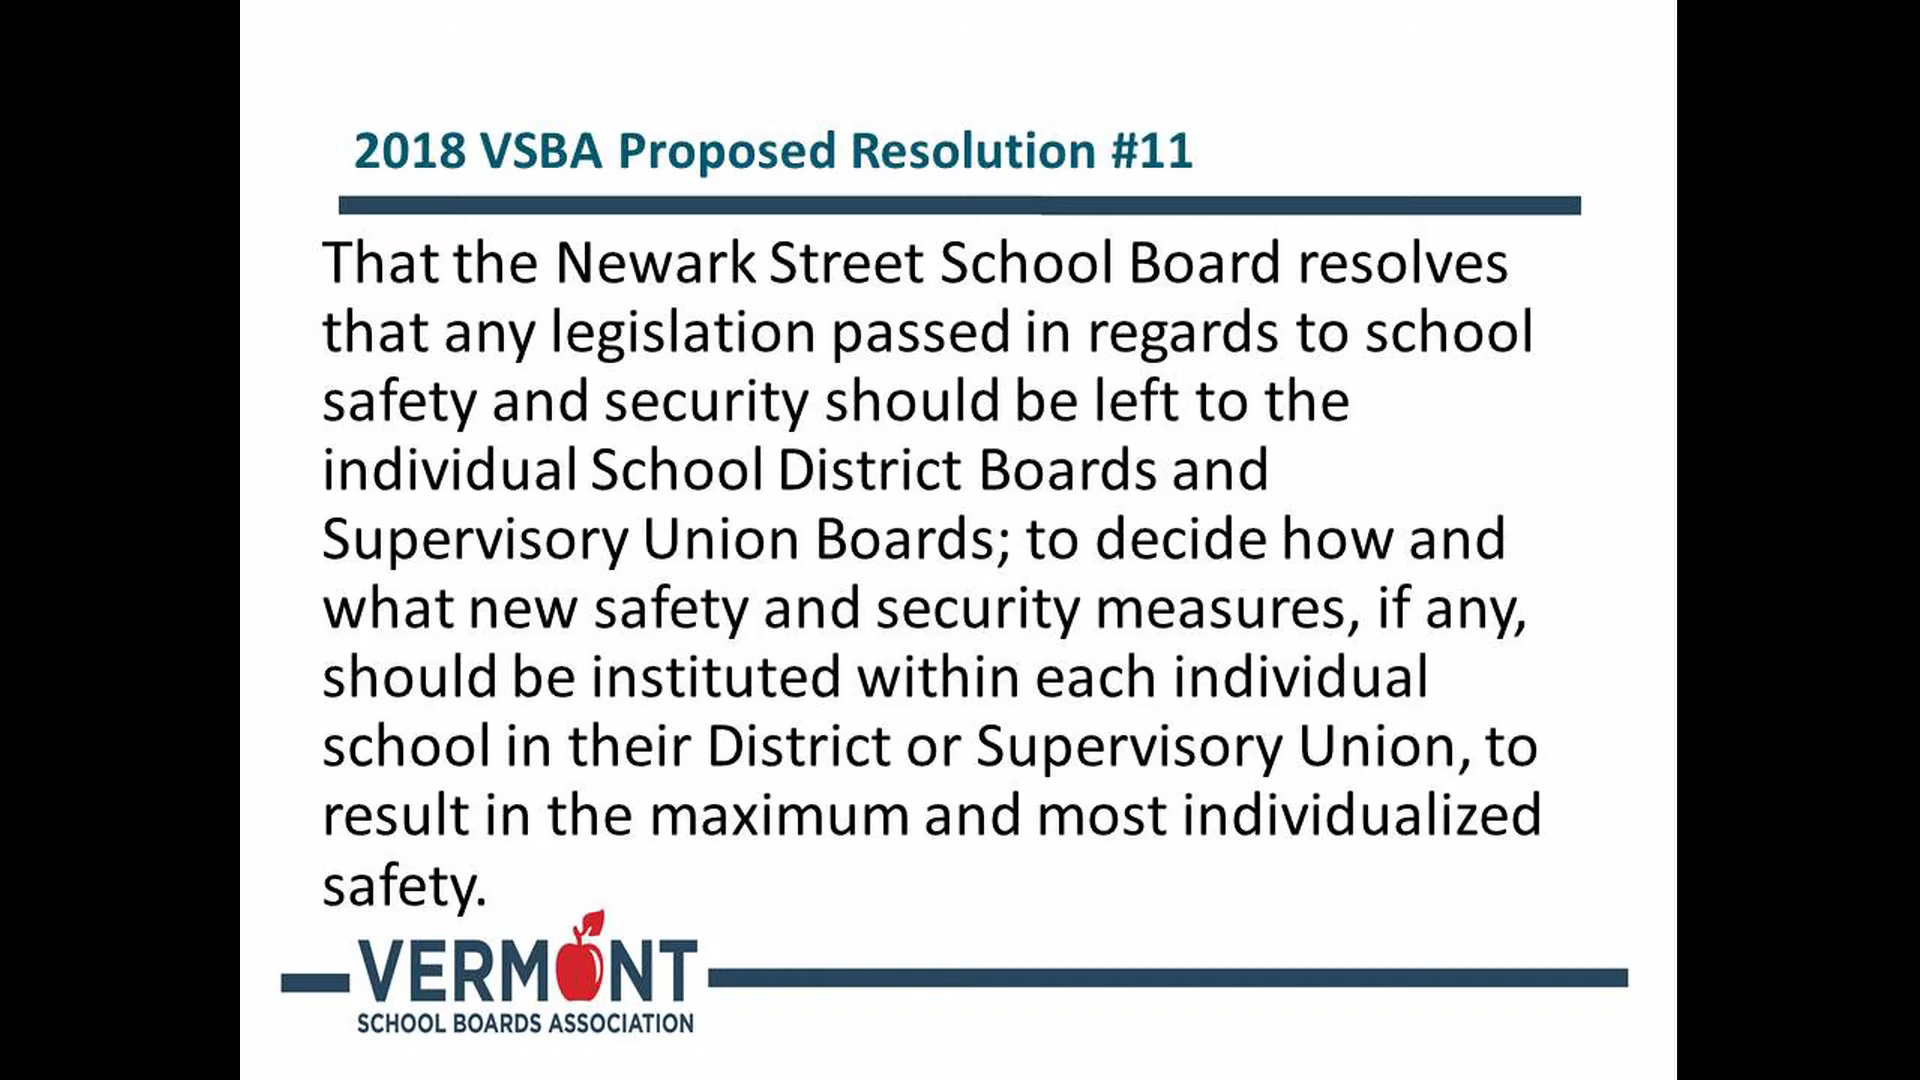 2018 VSBA Proposed Resolution #11
That the Newark Street School Board resolves
that any legislation passed in regards to school
safety and security should be left to the
individual School District Boards and
Supervisory Union Boards; to decide how and
what new safety and security measures, if any,
should be instituted within each individual
school in their District or Supervisory Union, to
result in the maximum and most individualized
safety.
VERMONT
SCHOOL BOARDS ASSOCIATION